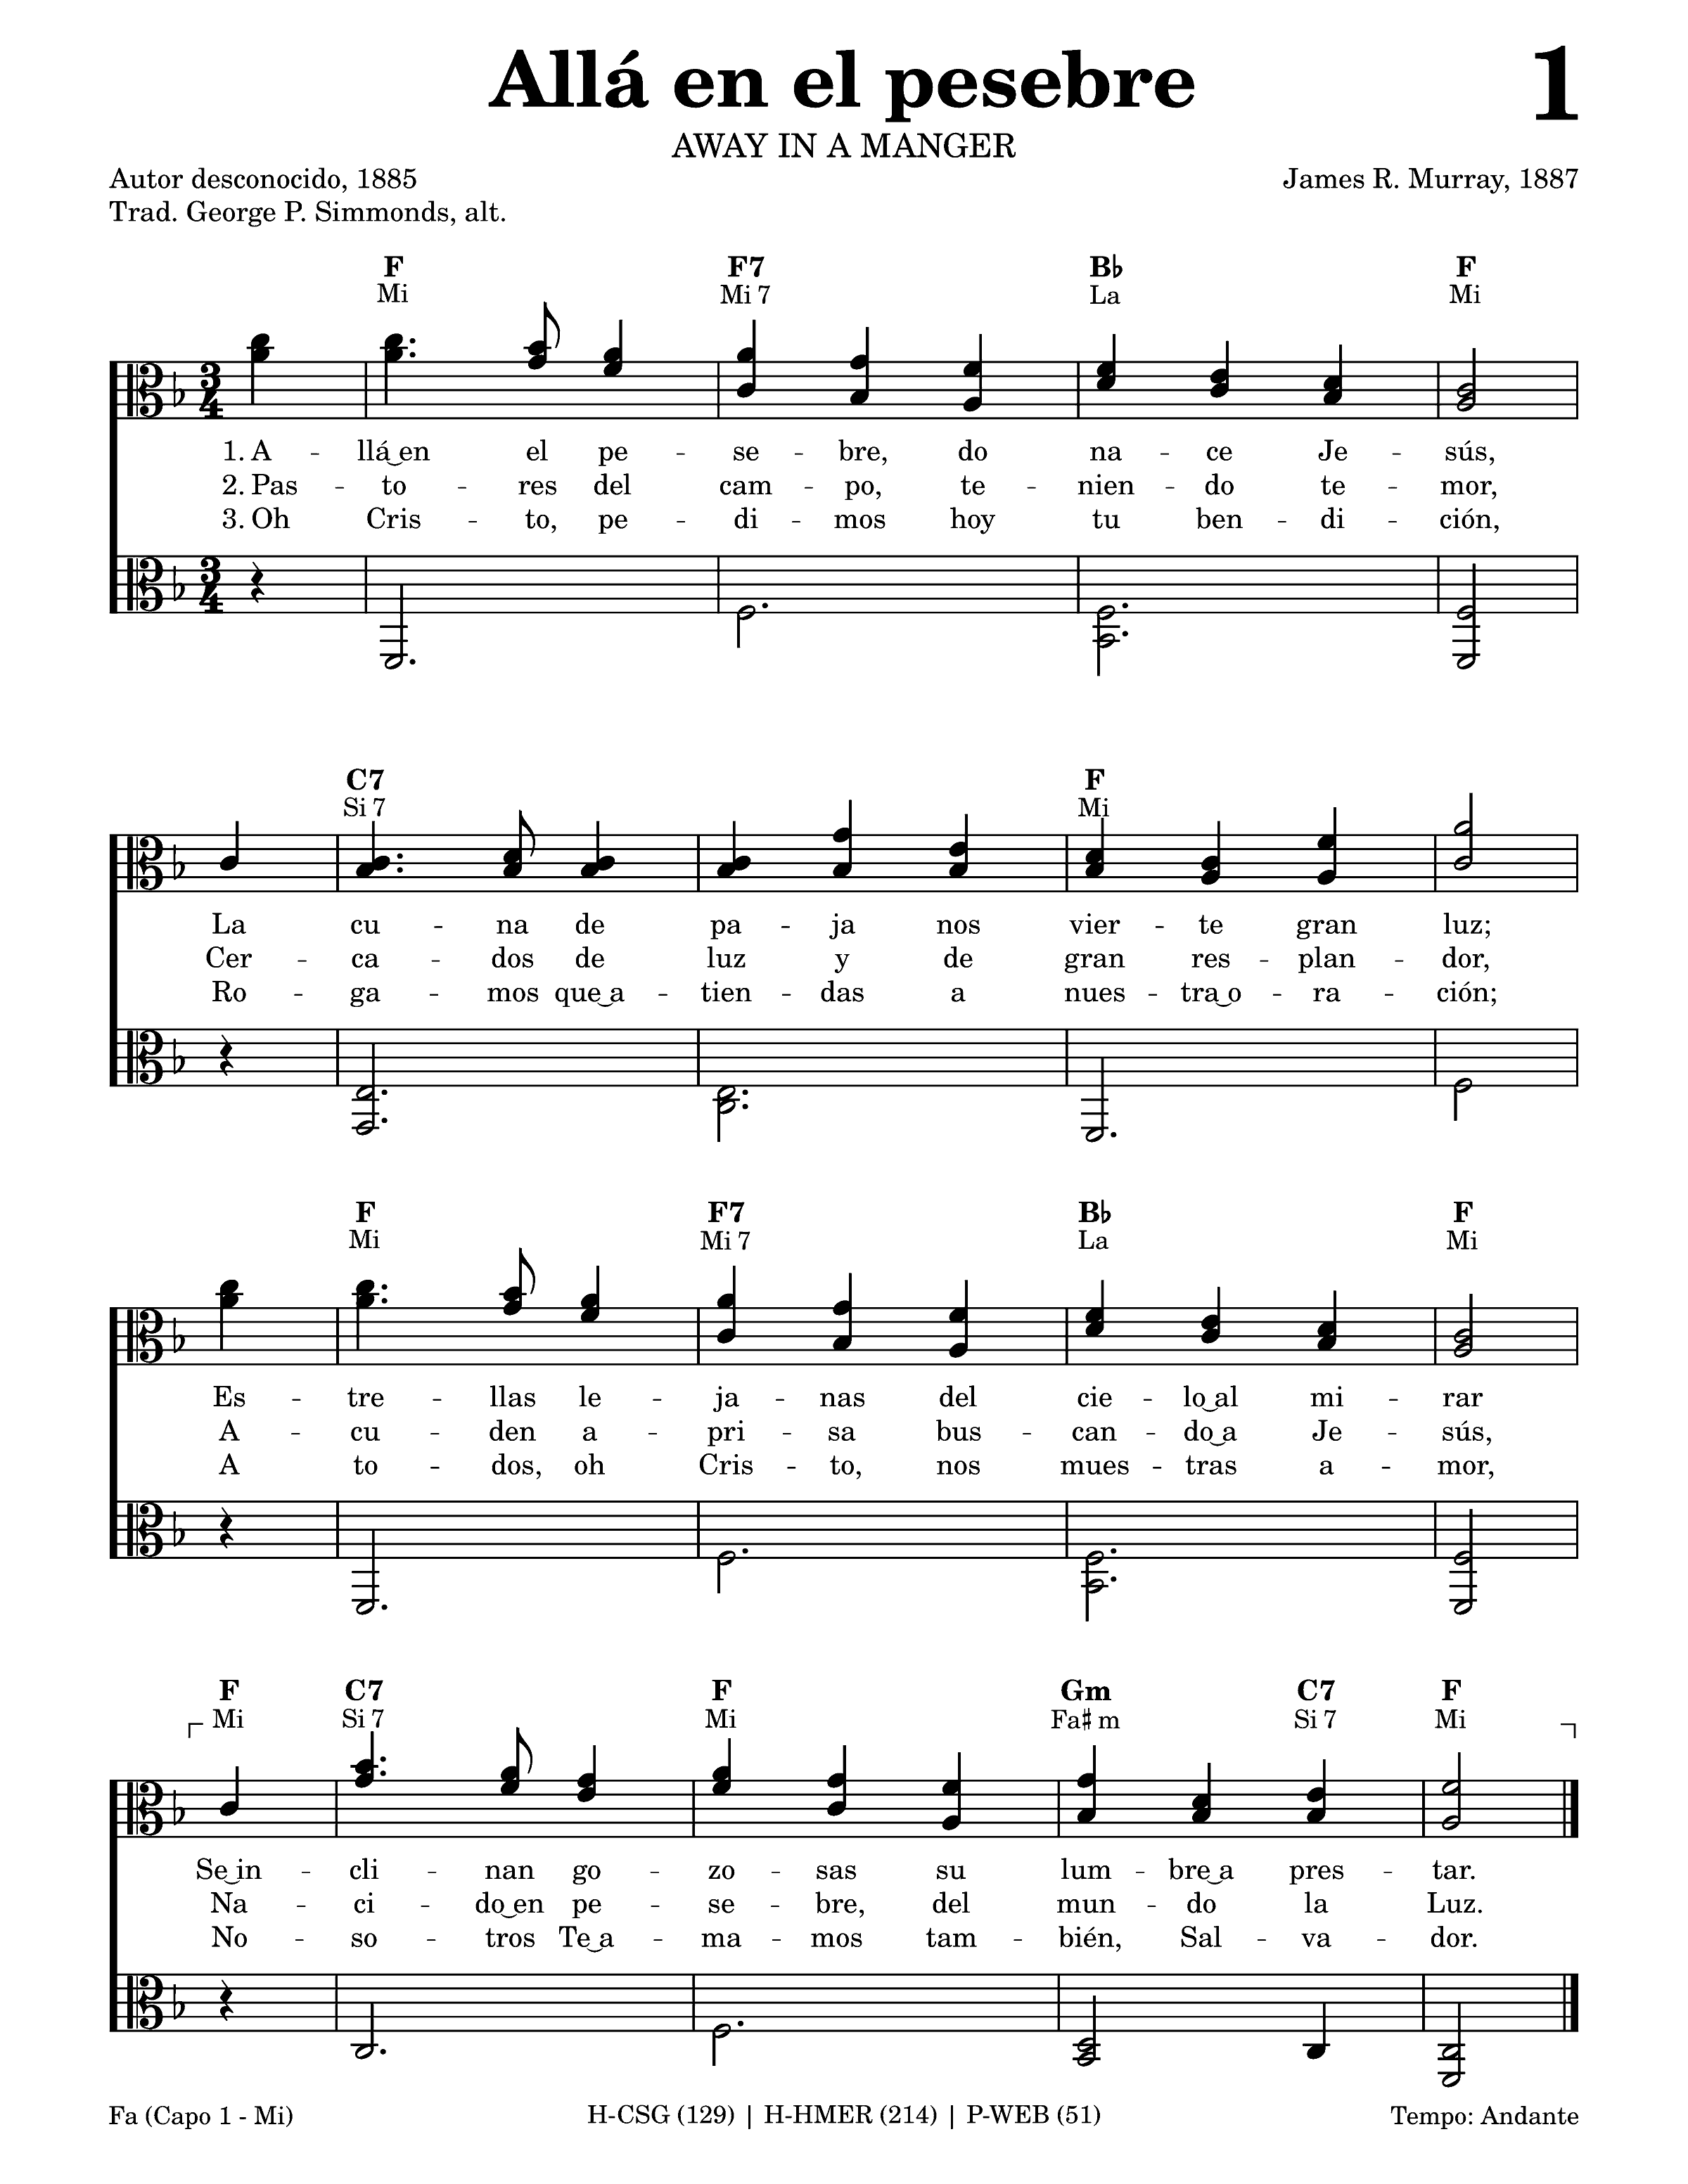 Allá en el pesebre 1
AWAY IN A MANGER
Autor desconocido, 1885 James R. Murray, 1887
Trad. George P. Simmonds, alt.
F F7 B♭ F
Mi Mi 7 La Mi
3/4
1. A -- llá‿en el pe -- se -- bre, do na -- ce Je -- sús,
2. Pas -- to -- res del cam -- po, te -- nien -- do te -- mor,
3. Oh Cris -- to, pe -- di -- mos hoy tu ben -- di -- ción,
3/4
C7 F
Si 7 Mi
La cu -- na de pa -- ja nos vier -- te gran luz;
Cer -- ca -- dos de luz y de gran res -- plan -- dor,
Ro -- ga -- mos que‿a -- tien -- das a nues -- tra‿o -- ra -- ción;
F F7 B♭ F
Mi Mi 7 La Mi
Es -- tre -- llas le -- ja -- nas del cie -- lo‿al mi -- rar
A -- cu -- den a -- pri -- sa bus -- can -- do‿a Je -- sús,
A to -- dos, oh Cris -- to, nos mues -- tras a -- mor,
F C7 F Gm C7 F
Mi Si 7 Mi Fa♯ m Si 7 Mi
Se‿in -- cli -- nan go -- zo -- sas su lum -- bre‿a pres -- tar.
Na -- ci -- do‿en pe -- se -- bre, del mun -- do la Luz.
No -- so -- tros Te‿a -- ma -- mos tam -- bién, Sal -- va -- dor.
Fa (Capo 1 - Mi) H-CSG (129) | H-HMER (214) | P-WEB (51) Tempo: Andante